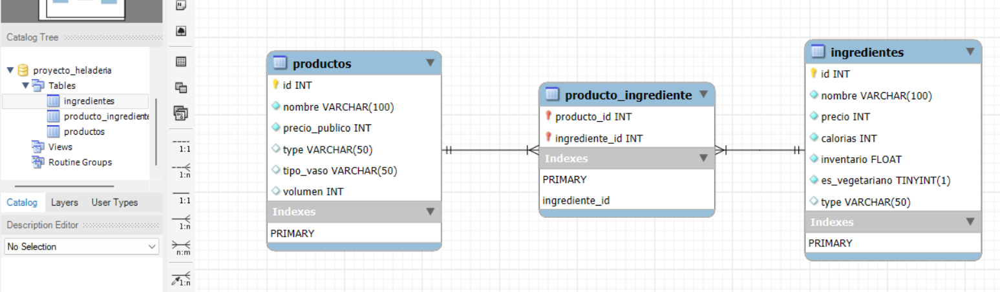 Catalog Tree
proyecto_heladeria
Tables
ingredientes
producto_ingrediente
productos
Views
Routine Groups
Catalog Layers User Types
Description Editor
No Selection
1:1
1:n
1:1
1:n
n:m
1:n
productos
id INT
nombre VARCHAR(100)
precio_publico INT
type VARCHAR(50)
tipo_vaso VARCHAR(50)
volumen INT
Indexes
PRIMARY
producto_ingrediente
producto_id INT
ingrediente_id INT
Indexes
PRIMARY
ingrediente_id
ingredientes
id INT
nombre VARCHAR(100)
precio INT
calorias INT
inventario FLOAT
es_vegetariano TINYINT(1)
type VARCHAR(50)
Indexes
PRIMARY